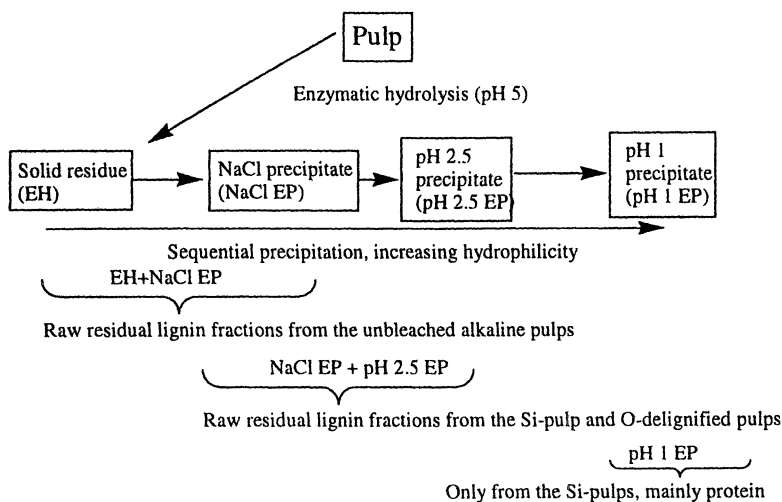 Pulp
Enzymatic hydrolysis (pH 5)
Solid residue
(EH)
NaCl precipitate
(NaCl EP)
pH 2.5
precipitate
(pH 2.5 EP)
pH 1
precipitate
(pH 1 EP)
Sequential precipitation, increasing hydrophilicity
EH+NaCl EP
Raw residual lignin fractions from the unbleached alkaline pulps
NaCl EP + pH 2.5 EP
Raw residual lignin fractions from the Si-pulp and O-delignified pulps
pH 1 EP
Only from the Si-pulps, mainly protein